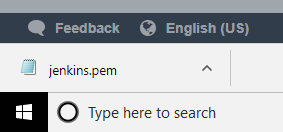 Feedback English (US)
jenkins.pem
Type here to search